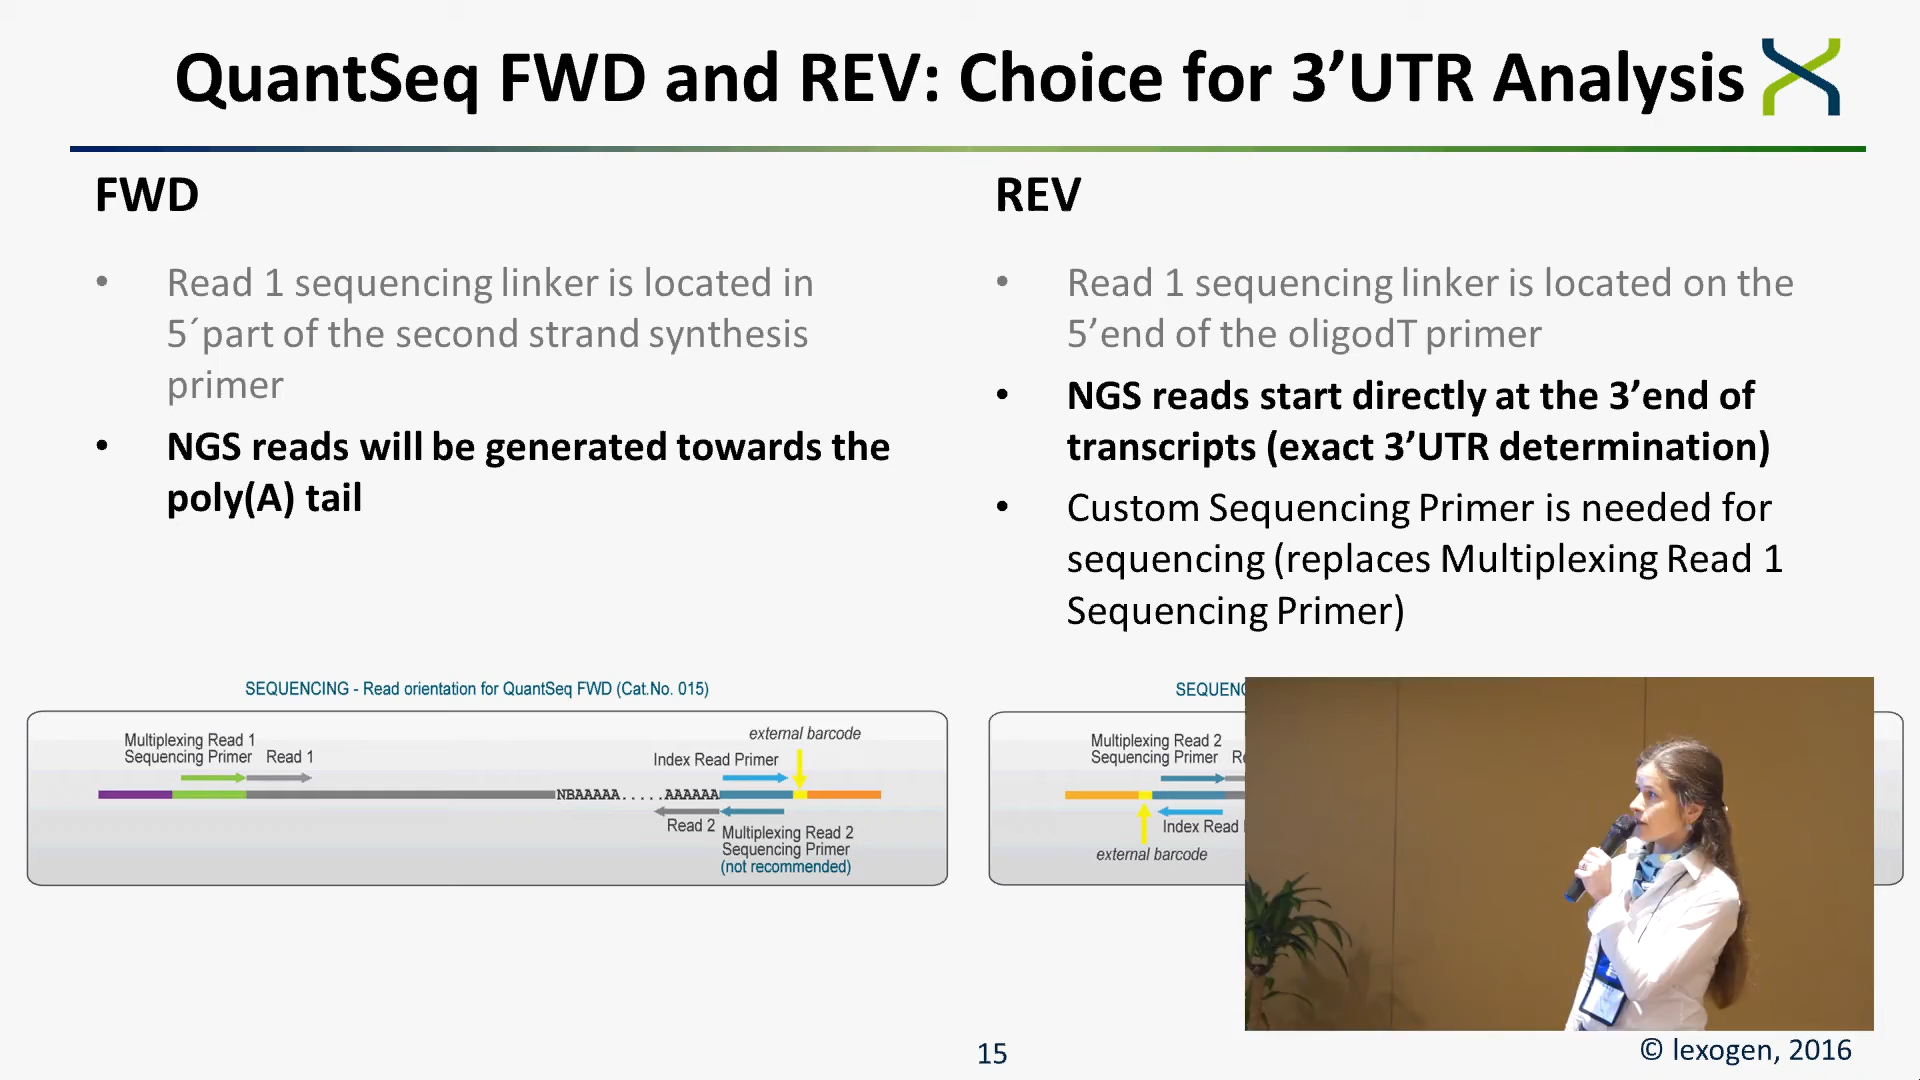 QuantSeq FWD and REV: Choice for 3’UTR Analysis
FWD
• Read 1 sequencing linker is located in
5´part of the second strand synthesis
primer
• NGS reads will be generated towards the
poly(A) tail
REV
• Read 1 sequencing linker is located on the
5’end of the oligodT primer
• NGS reads start directly at the 3’end of
transcripts (exact 3’UTR determination)
• Custom Sequencing Primer is needed for
sequencing (replaces Multiplexing Read 1
Sequencing Primer)
SEQUENCING - Read orientation for QuantSeq FWD (Cat.No. 015)
Multiplexing Read 1
Sequencing Primer
Read 1
external barcode
Index Read Primer
NBAAAAA.....AAAAAA
Read 2
Multiplexing Read 2
Sequencing Primer
(not recommended)
SEQUENC
Multiplexing Read 2
Sequencing Primer
Index Read
external barcode
15
© lexogen, 2016